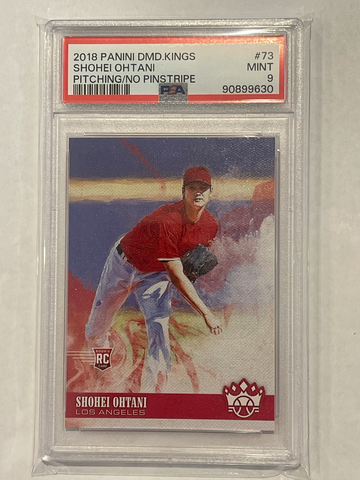 2018 PANINI DMD.KINGS #73
SHOHEI OHTANI MINT
PITCHING/NO PINSTRIPE 9
PSA 90899630
RC
SHOHEI OHTANI
LOS ANGELES